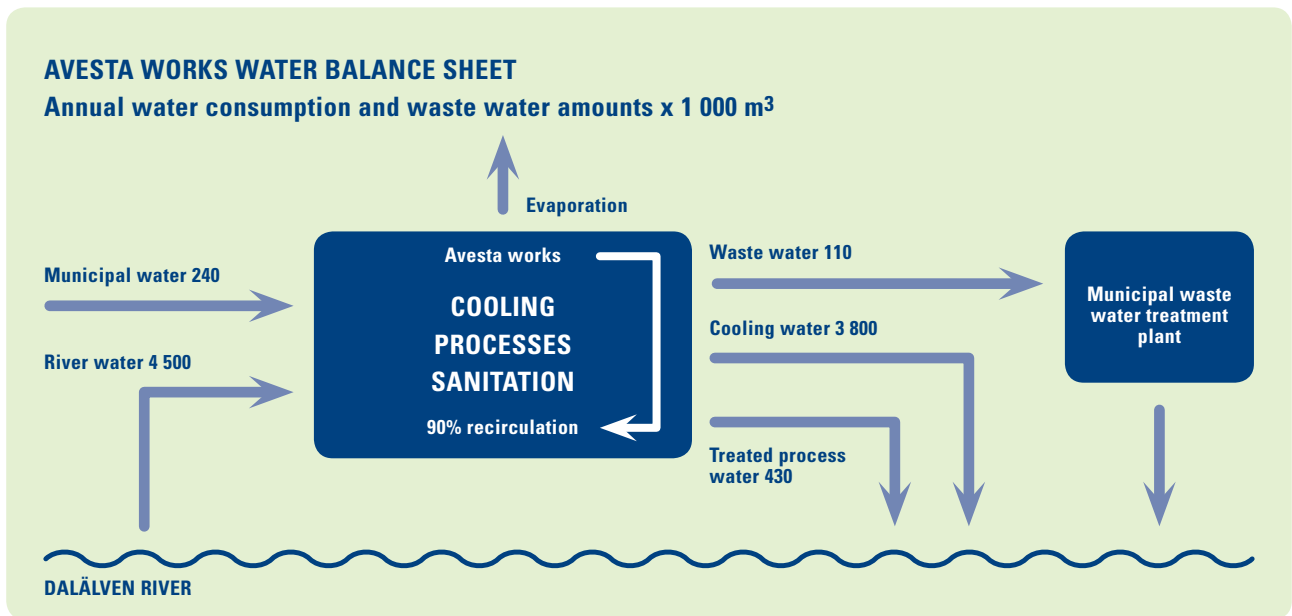 AVESTA WORKS WATER BALANCE SHEET
Annual water consumption and waste water amounts x 1 000 m³
Evaporation
Municipal water 240
River water 4 500
Avesta works
COOLING
PROCESSES
SANITATION
90% recirculation
Waste water 110
Cooling water 3 800
Treated process
water 430
Municipal waste
water treatment
plant
DALÄLVEN RIVER